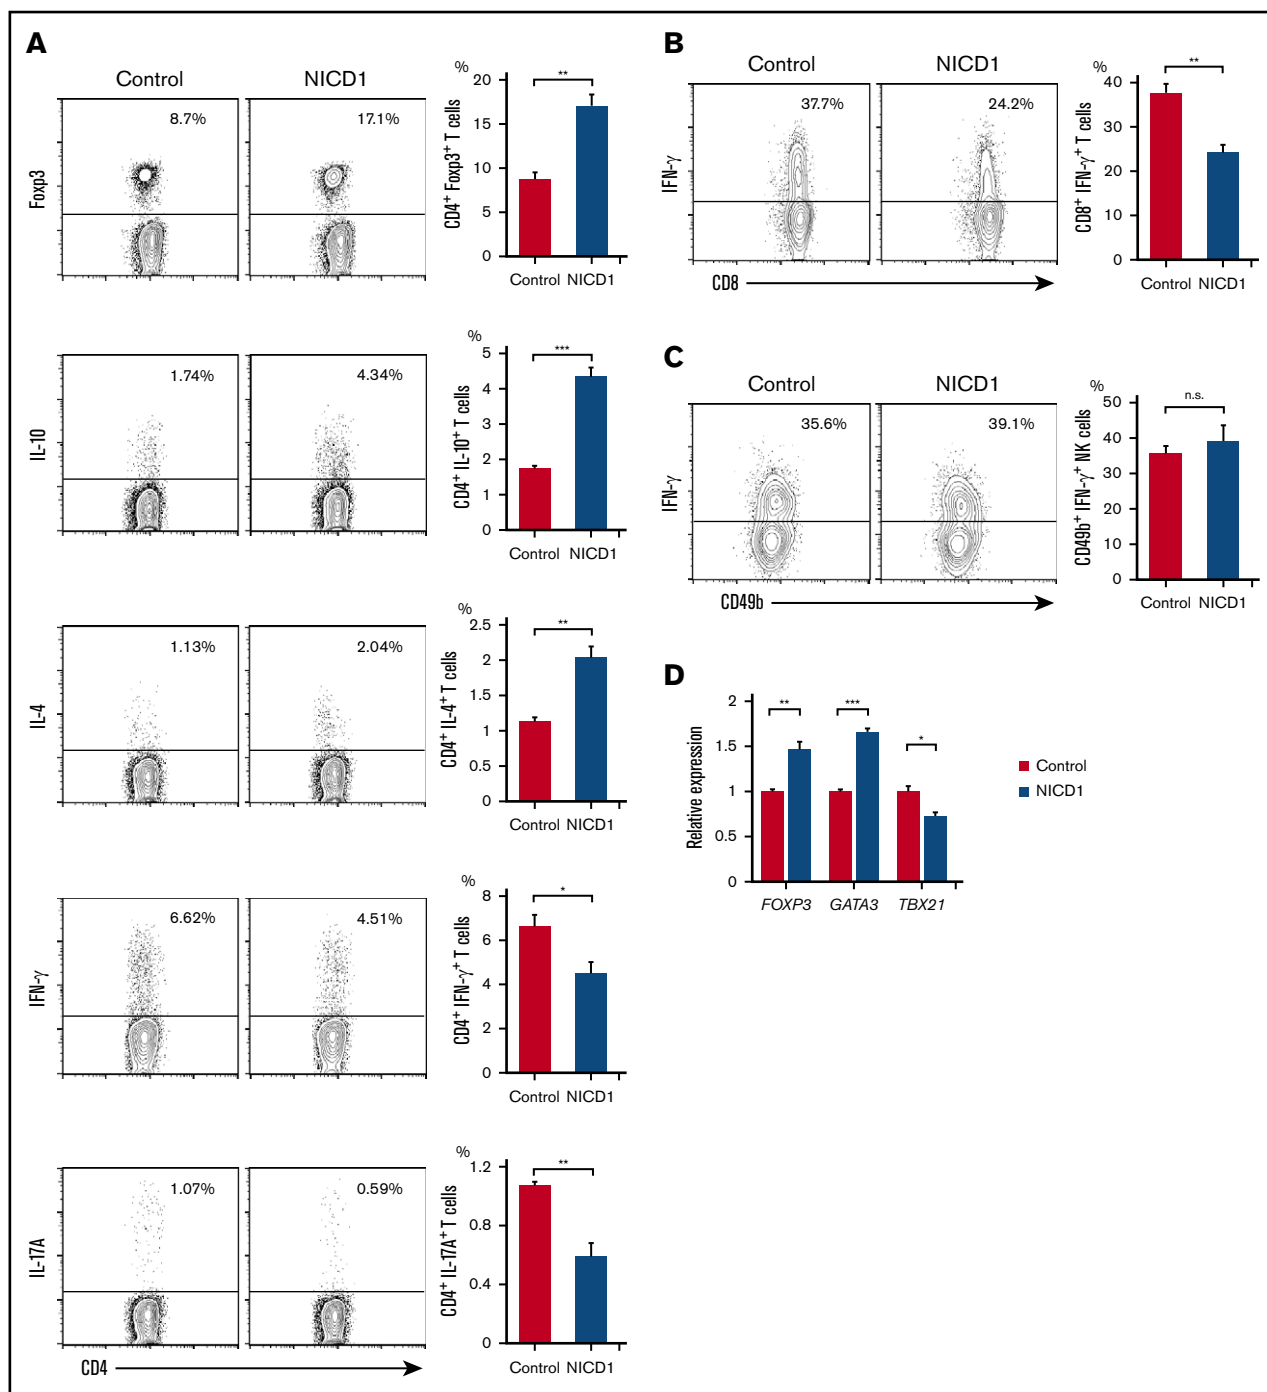 A
Control
NICD1
8.7%
17.1%
Foxp3
%
CD4+ Foxp3+ T cells
20
15
10
5
0
**
Control NICD1
1.74%
4.34%
IL-10
%
CD4+ IL-10+ T cells
5
4
3
2
1
0
***
Control NICD1
1.13%
2.04%
IL-4
%
CD4+ IL-4+ T cells
2.5
2
1.5
1
0.5
0
**
Control NICD1
6.62%
4.51%
IFN-γ
%
CD4+ IFN-γ+ T cells
8
6
4
2
0
*
Control NICD1
1.07%
0.59%
IL-17A
CD4
%
CD4+ IL-17A+ T cells
1.2
0.8
0.4
0
**
Control NICD1
B
Control
NICD1
37.7%
24.2%
IFN-γ
CD8
%
CD8+ IFN-γ+ T cells
40
30
20
10
0
**
Control NICD1
C
Control
NICD1
35.6%
39.1%
IFN-γ
CD49b
%
CD49b+ IFN-γ+ NK cells
50
40
30
20
10
0
n.s.
Control NICD1
D
Relative expression
2
1.5
1
0.5
0
**
***
*
FOXP3 GATA3 TBX21
Control
NICD1